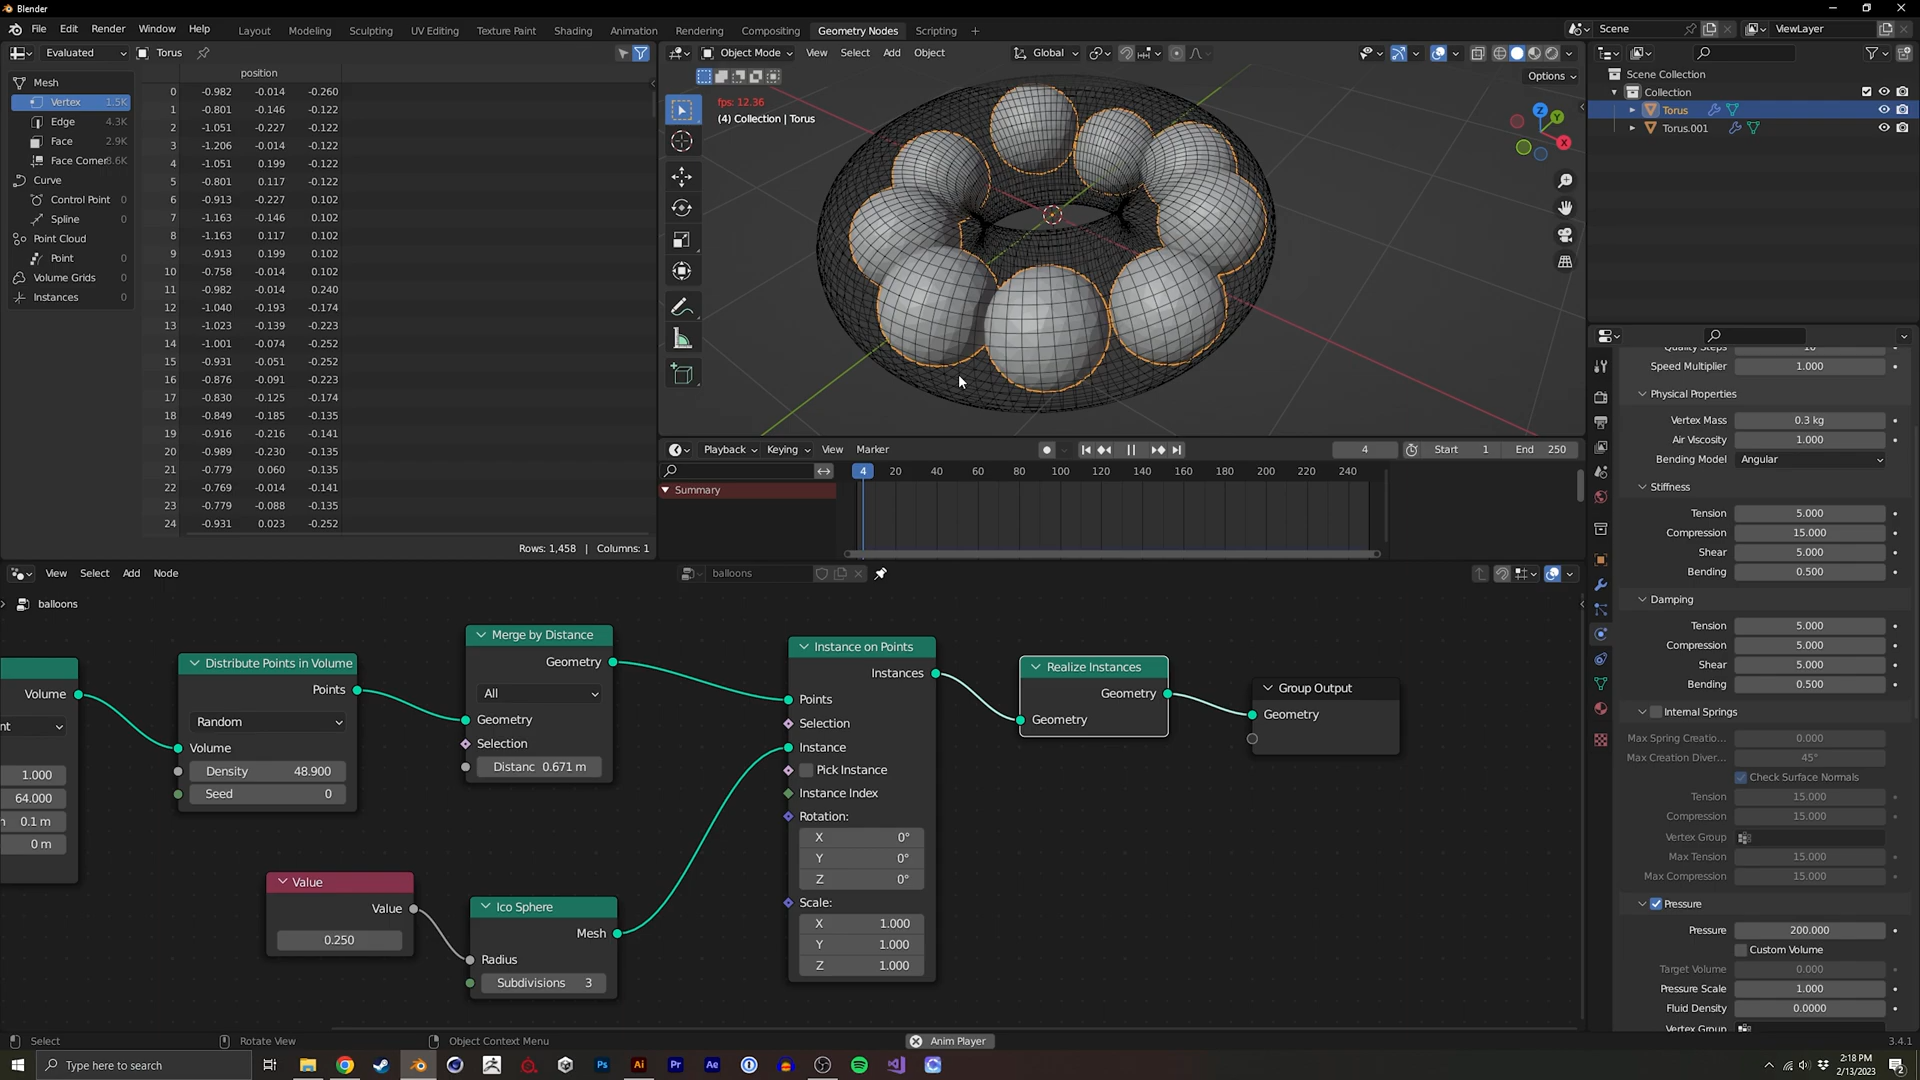 Blender
File Edit Render Window Help Layout Modeling Sculpting UV Editing Texture Paint Shading Animation Rendering Compositing Geometry Nodes Scripting + Scene ViewLayer
Evaluated Torus
position
Mesh
Vertex 1.5K
Edge 4.3K
Face 2.9K
Face Corner 8.6K
Curve
Control Point 0
Spline 0
Point Cloud
Point 0
Volume Grids 0
Instances 0
0 -0.982 -0.014 -0.260
1 -0.801 -0.146 -0.122
2 -1.051 -0.227 -0.122
3 -1.206 -0.014 -0.122
4 -1.051 0.199 -0.122
5 -0.801 0.117 -0.122
6 -0.913 -0.227 0.102
7 -1.163 -0.146 0.102
8 -1.163 0.117 0.102
9 -0.913 0.199 0.102
10 -0.758 -0.014 0.102
11 -0.982 -0.014 0.240
12 -1.040 -0.193 -0.174
13 -1.023 -0.139 -0.223
14 -1.001 -0.074 -0.252
15 -0.931 -0.051 -0.252
16 -0.876 -0.091 -0.223
17 -0.830 -0.125 -0.174
18 -0.849 -0.185 -0.135
19 -0.916 -0.216 -0.141
20 -0.989 -0.230 -0.135
21 -0.779 0.060 -0.135
22 -0.769 -0.014 -0.141
23 -0.779 -0.088 -0.135
24 -0.931 0.023 -0.252
Rows: 1,458 | Columns: 1
Object Mode View Select Add Object Global
Options
fps: 12.36
(4) Collection | Torus
Z
Y
X
Playback Keying View Marker 4 Start 1 End 250
4 20 40 60 80 100 120 140 160 180 200 220 240
Summary
Scene Collection
Collection
Torus
Torus.001
Speed Multiplier 1.000
Physical Properties
Vertex Mass 0.3 kg
Air Viscosity 1.000
Bending Model Angular
Stiffness
Tension 5.000
Compression 15.000
Shear 5.000
Bending 0.500
Damping
Tension 5.000
Compression 5.000
Shear 5.000
Bending 0.500
Internal Springs
Max Spring Creatio... 0.000
Max Creation Diver... 45°
Check Surface Normals
Tension 15.000
Compression 15.000
Vertex Group
Max Tension 15.000
Max Compression 15.000
Pressure
Pressure 200.000
Custom Volume
Target Volume 0.000
Pressure Scale 1.000
Fluid Density 0.0000
Vertex Group
View Select Add Node balloons
balloons
Volume
nt
1.000
64.000
n 0.1 m
0 m
Distribute Points in Volume
Points
Random
Volume
Density 48.900
Seed 0
Merge by Distance
Geometry
All
Geometry
Selection
Distanc 0.671 m
Value
Value
0.250
Ico Sphere
Mesh
Radius
Subdivisions 3
Instance on Points
Instances
Points
Selection
Instance
Pick Instance
Instance Index
Rotation:
X 0°
Y 0°
Z 0°
Scale:
X 1.000
Y 1.000
Z 1.000
Realize Instances
Geometry
Geometry
Group Output
Geometry
Select Rotate View Object Context Menu Anim Player 3.4.1
Type here to search
Ps Ai Pr Ae
2:18 PM
2/13/2023
2